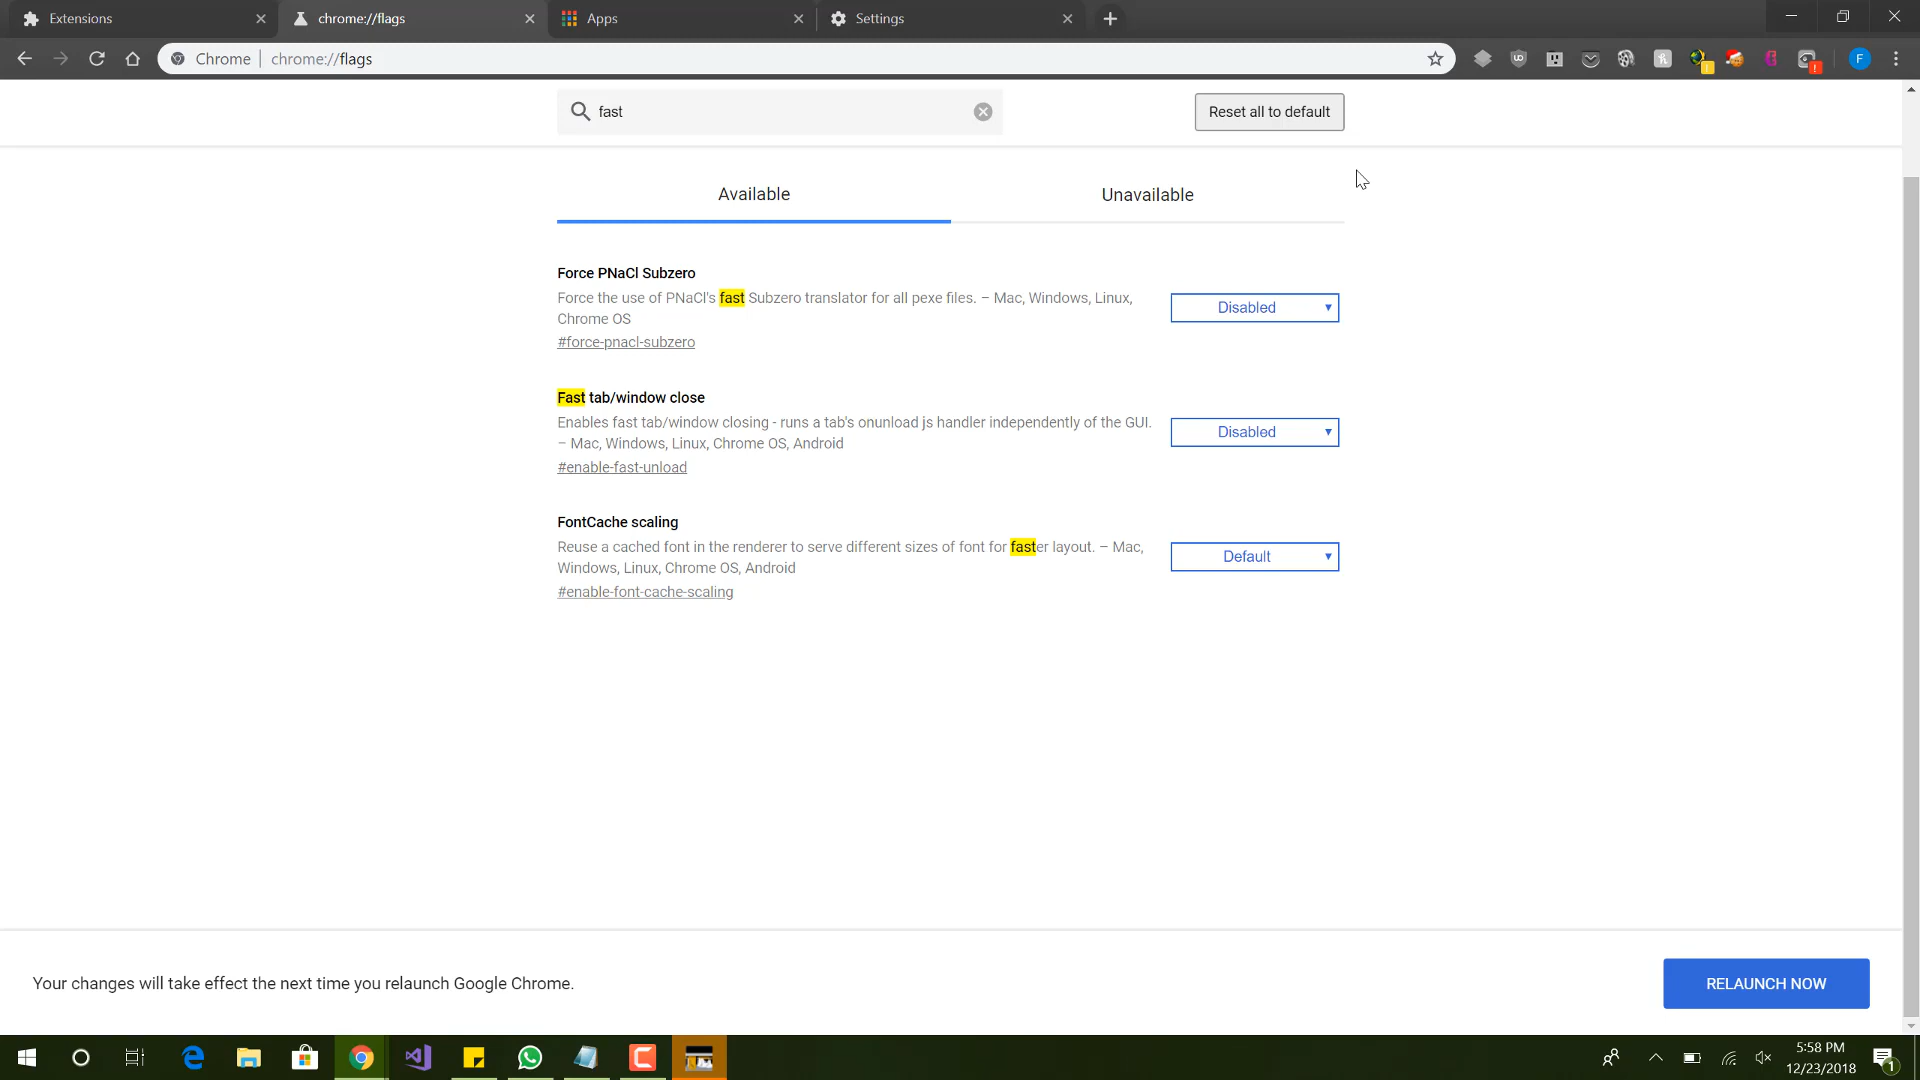 Extensions
chrome://flags
Apps
Settings
Chrome
chrome://flags
F
fast
Reset all to default
Available
Unavailable
Force PNaCl Subzero
Force the use of PNaCl's fast Subzero translator for all pexe files. – Mac, Windows, Linux,
Chrome OS
#force-pnacl-subzero
Disabled
Fast tab/window close
Enables fast tab/window closing - runs a tab's onunload js handler independently of the GUI.
– Mac, Windows, Linux, Chrome OS, Android
#enable-fast-unload
Disabled
FontCache scaling
Reuse a cached font in the renderer to serve different sizes of font for faster layout. – Mac,
Windows, Linux, Chrome OS, Android
#enable-font-cache-scaling
Default
Your changes will take effect the next time you relaunch Google Chrome.
RELAUNCH NOW
5:58 PM
12/23/2018
1